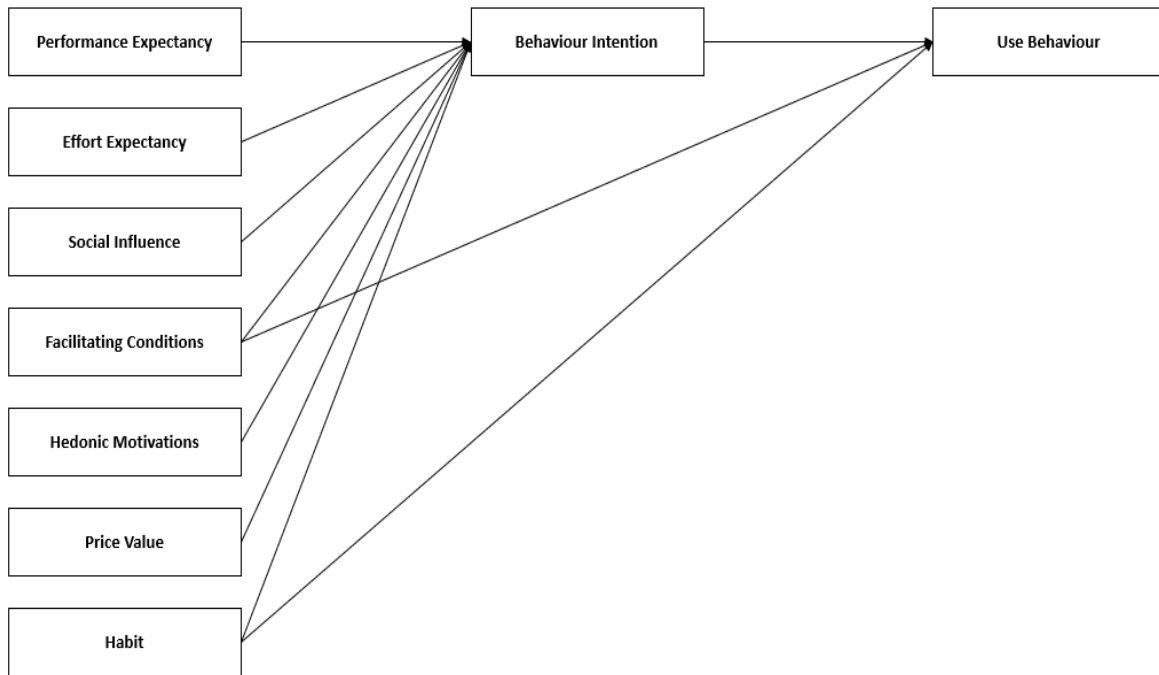 Performance Expectancy
Behaviour Intention
Use Behaviour
Effort Expectancy
Social Influence
Facilitating Conditions
Hedonic Motivations
Price Value
Habit